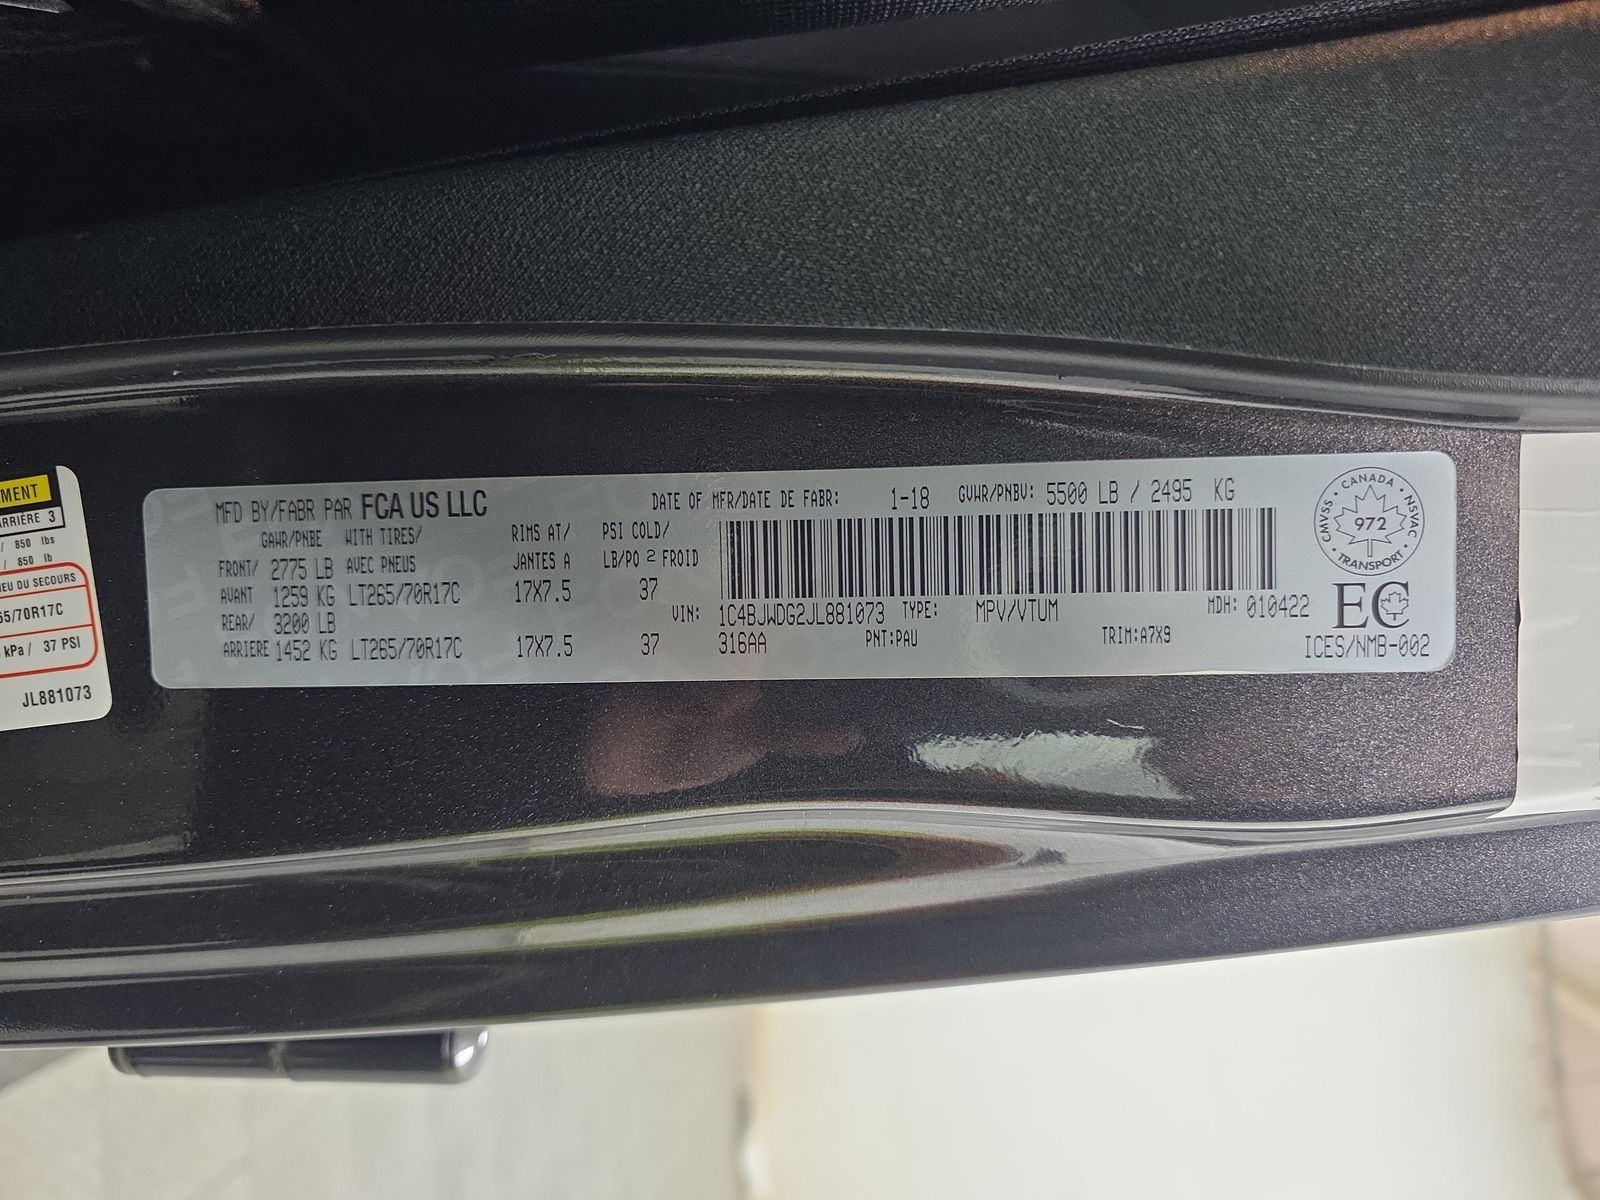 MENT
ARRIÈRE 3
/ 850 lbs
/ 850 lb
IEU DU SECOURS
65/70R17C
kPa / 37 PSI
JL881073
MFD BY/FABR PAR FCA US LLC
DATE OF MFR/DATE DE FABR: 1-18 GVWR/PNBV: 5500 LB / 2495 KG
GAWR/PNBE WITH TIRES/ RIMS AT/ PSI COLD/
FRONT/ 2775 LB AVEC PNEUS JANTES A LB/PO 2 FROID
AVANT 1259 KG LT265/70R17C 17X7.5 37
REAR/ 3200 LB
ARRIERE 1452 KG LT265/70R17C 17X7.5 37
VIN: 1C4BJWDG2JL881073 TYPE: MPV/VTUM MDH: 010422
316AA PNT:PAU TRIM:A7X9
CANADA
CMVSS • NSVAC
972
• TRANSPORT •
EC
ICES/NMB-002